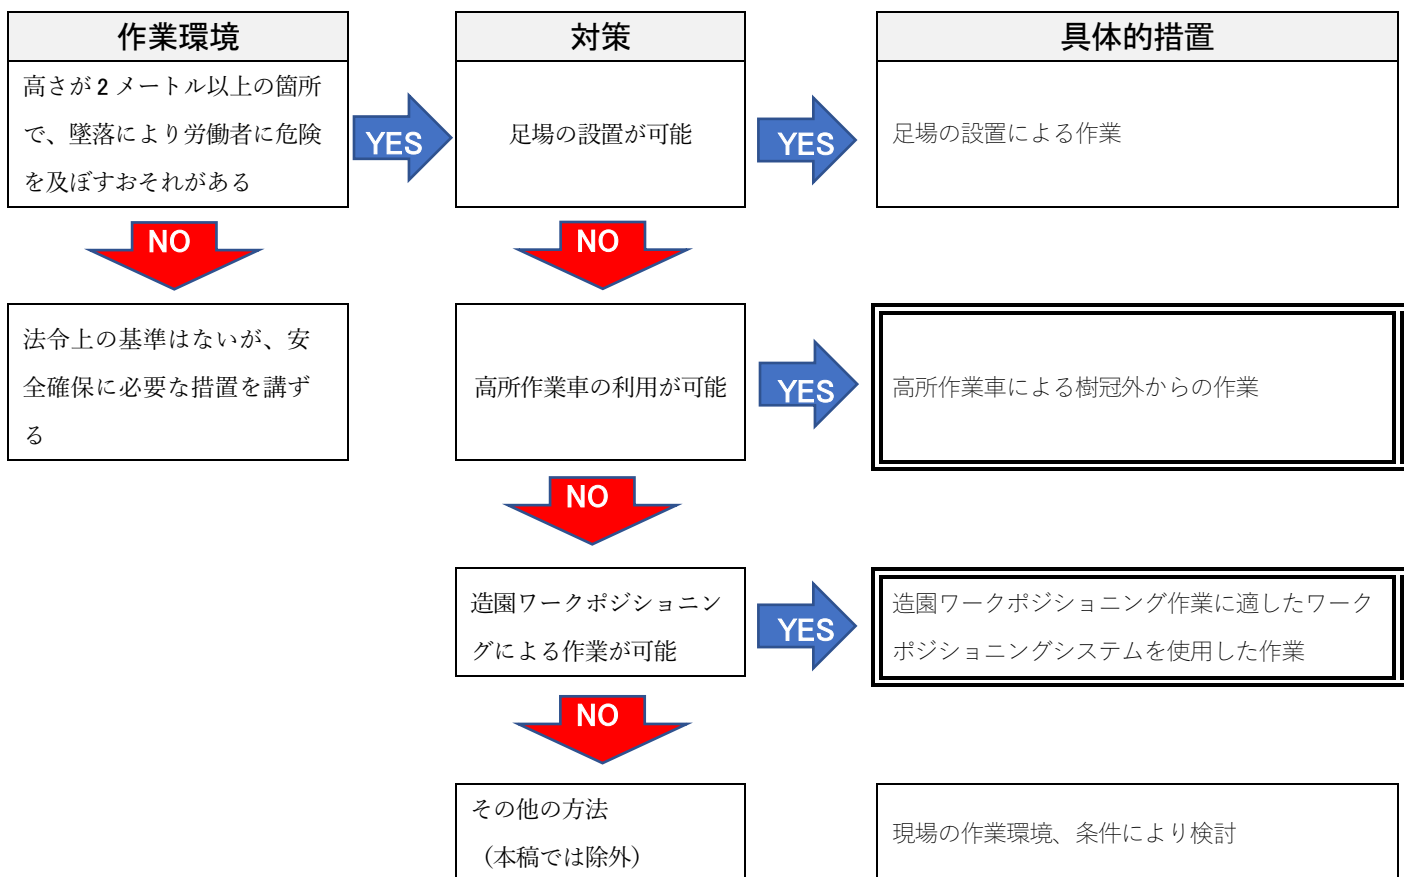 作業環境
対策
具体的措置
高さが2メートル以上の箇所
で、墜落により労働者に危険
を及ぼすおそれがある
YES
足場の設置が可能
YES
足場の設置による作業
NO
NO
法令上の基準はないが、安
全確保に必要な措置を講ず
る
高所作業車の利用が可能
YES
高所作業車による樹冠外からの作業
NO
造園ワークポジショニン
グによる作業が可能
YES
造園ワークポジショニング作業に適したワーク
ポジショニングシステムを使用した作業
NO
その他の方法
（本稿では除外）
現場の作業環境、条件により検討